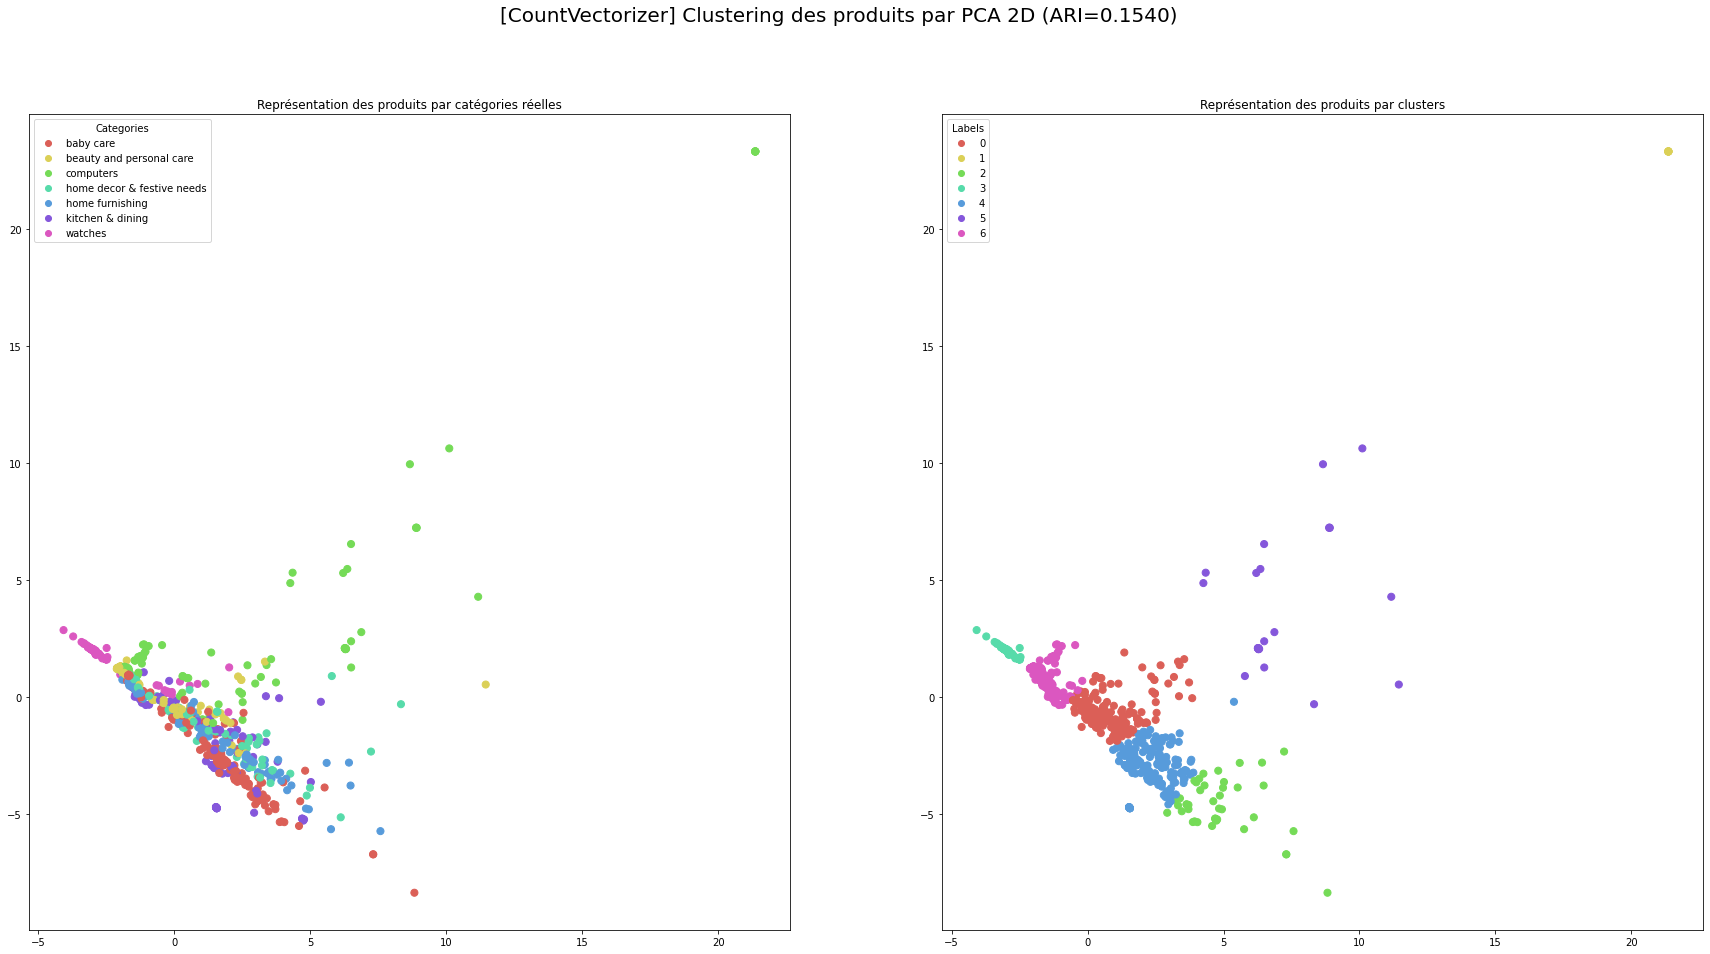 [CountVectorizer] Clustering des produits par PCA 2D (ARI=0.1540)
Représentation des produits par catégories réelles
Categories
baby care
beauty and personal care
computers
home decor & festive needs
home furnishing
kitchen & dining
watches
20
15
10
5
0
−5
−5
0
5
10
15
20
Représentation des produits par clusters
Labels
0
1
2
3
4
5
6
20
15
10
5
0
−5
−5
0
5
10
15
20